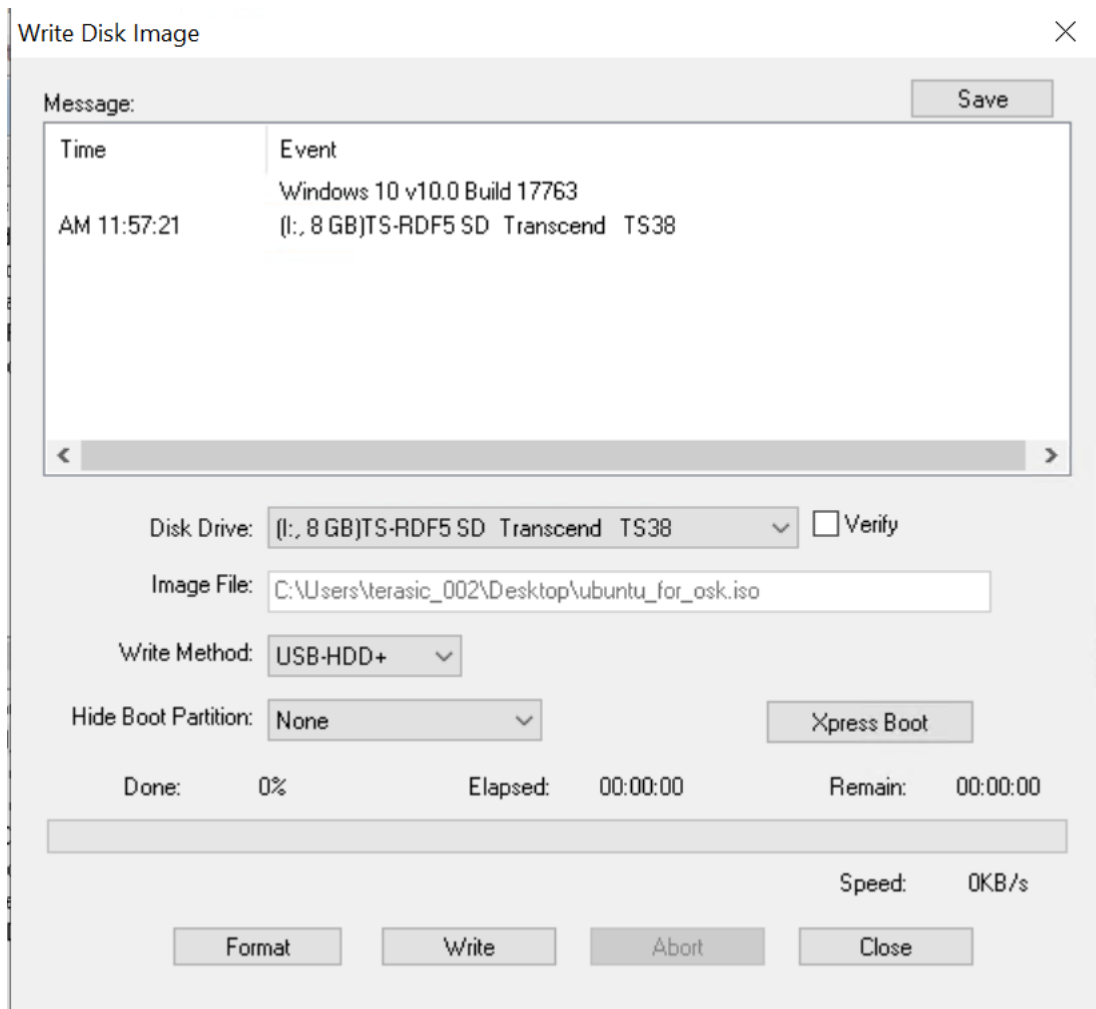 Write Disk Image
Message:
Save
Time Event
Windows 10 v10.0 Build 17763
AM 11:57:21 (I:, 8 GB)TS-RDF5 SD Transcend TS38
Disk Drive: (I:, 8 GB)TS-RDF5 SD Transcend TS38 Verify
Image File: C:\Users\terasic_002\Desktop\ubuntu_for_osk.iso
Write Method: USB-HDD+
Hide Boot Partition: None Xpress Boot
Done: 0% Elapsed: 00:00:00 Remain: 00:00:00
Speed: 0KB/s
Format Write Abort Close